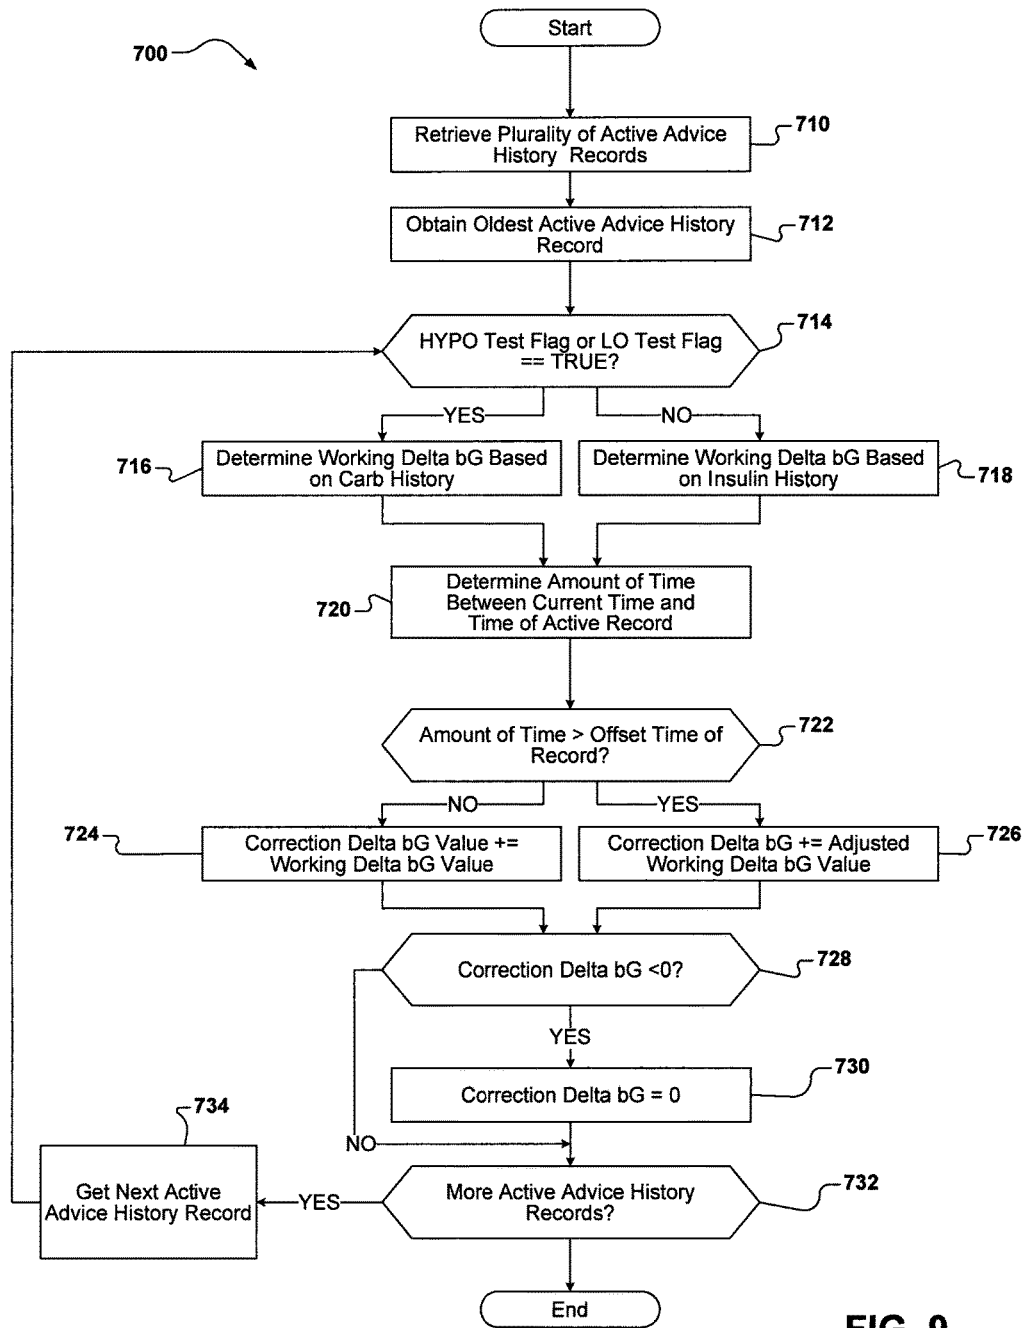 Start
700
710
Retrieve Plurality of Active Advice
History Records
712
Obtain Oldest Active Advice History
Record
714
HYPO Test Flag or LO Test Flag
== TRUE?
YES
NO
716
Determine Working Delta bG Based
on Carb History
Determine Working Delta bG Based
on Insulin History
718
720
Determine Amount of Time
Between Current Time and
Time of Active Record
722
Amount of Time > Offset Time of
Record?
NO
YES
724
Correction Delta bG Value +=
Working Delta bG Value
Correction Delta bG += Adjusted
Working Delta bG Value
726
Correction Delta bG <0?
728
YES
730
Correction Delta bG = 0
734
NO
Get Next Active
Advice History Record
YES
More Active Advice History
Records?
732
End
FIG. 9